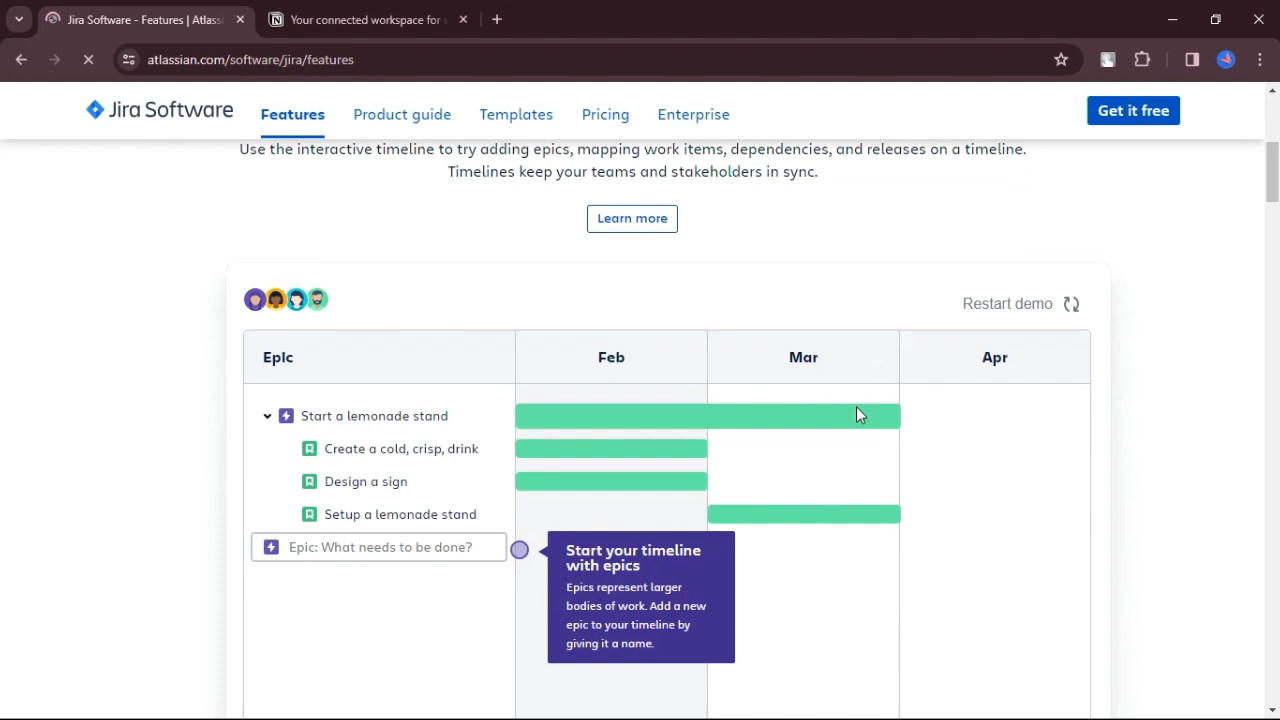 Jira Software - Features | Atlas
Your connected workspace for
atlassian.com/software/jira/features
Jira Software
Features
Product guide
Templates
Pricing
Enterprise
Get it free
Use the interactive timeline to try adding epics, mapping work items, dependencies, and releases on a timeline.
Timelines keep your teams and stakeholders in sync.
Learn more
Restart demo
Epic
Feb
Mar
Apr
Start a lemonade stand
Create a cold, crisp, drink
Design a sign
Setup a lemonade stand
Epic: What needs to be done?
Start your timeline
with epics
Epics represent larger
bodies of work. Add a new
epic to your timeline by
giving it a name.